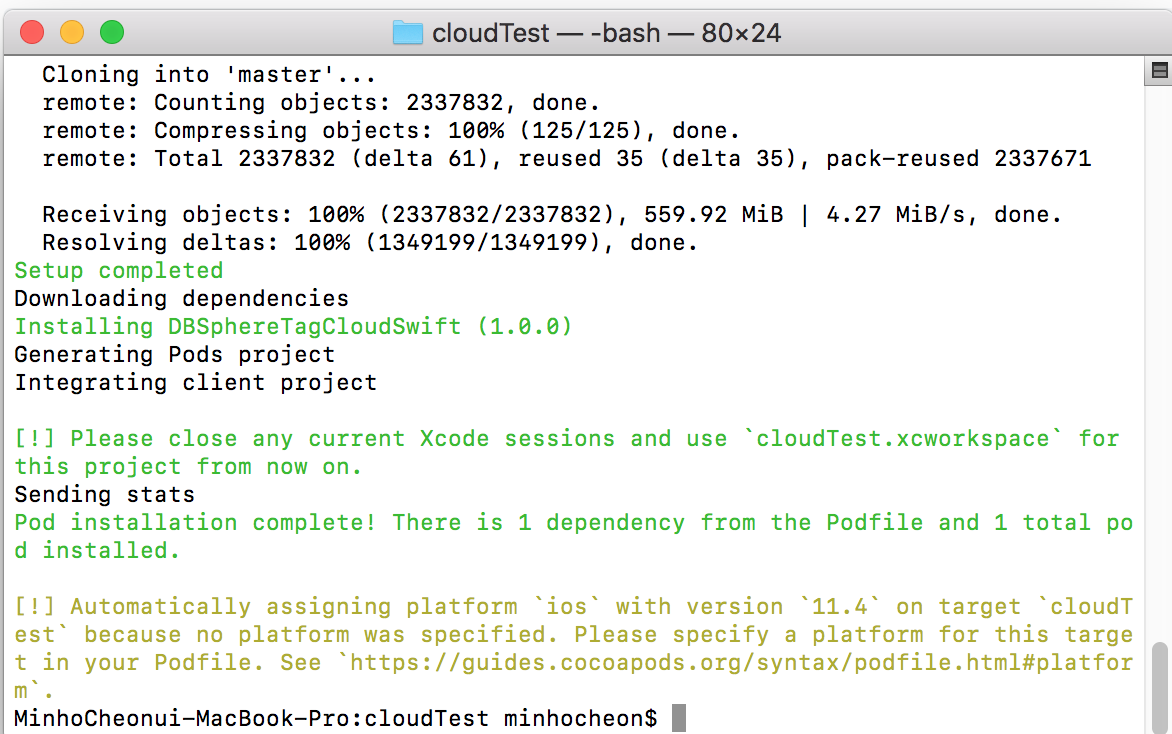 cloudTest — -bash — 80×24
Cloning into 'master'...
remote: Counting objects: 2337832, done.
remote: Compressing objects: 100% (125/125), done.
remote: Total 2337832 (delta 61), reused 35 (delta 35), pack-reused 2337671
Receiving objects: 100% (2337832/2337832), 559.92 MiB | 4.27 MiB/s, done.
Resolving deltas: 100% (1349199/1349199), done.
Setup completed
Downloading dependencies
Installing DBSphereTagCloudSwift (1.0.0)
Generating Pods project
Integrating client project
[!] Please close any current Xcode sessions and use `cloudTest.xcworkspace` for
this project from now on.
Sending stats
Pod installation complete! There is 1 dependency from the Podfile and 1 total po
d installed.
[!] Automatically assigning platform `ios` with version `11.4` on target `cloudT
est` because no platform was specified. Please specify a platform for this targe
t in your Podfile. See `https://guides.cocoapods.org/syntax/podfile.html#platfor
m`.
MinhoCheonui-MacBook-Pro:cloudTest minhocheon$